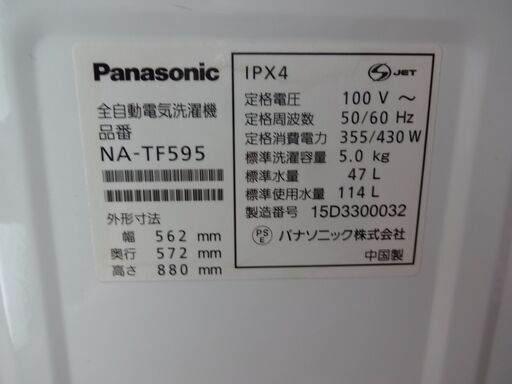 Panasonic
全自動電気洗濯機
品番
NA-TF595
外形寸法
幅 562 mm
奥行 572 mm
高さ 880 mm
IPX4
S JET
定格電圧 100 V ～
定格周波数 50/60 Hz
定格消費電力 355/430 W
標準洗濯容量 5.0 kg
標準水量 47 L
標準使用水量 114 L
製造番号 15D3300032
PS E パナソニック株式会社
中国製